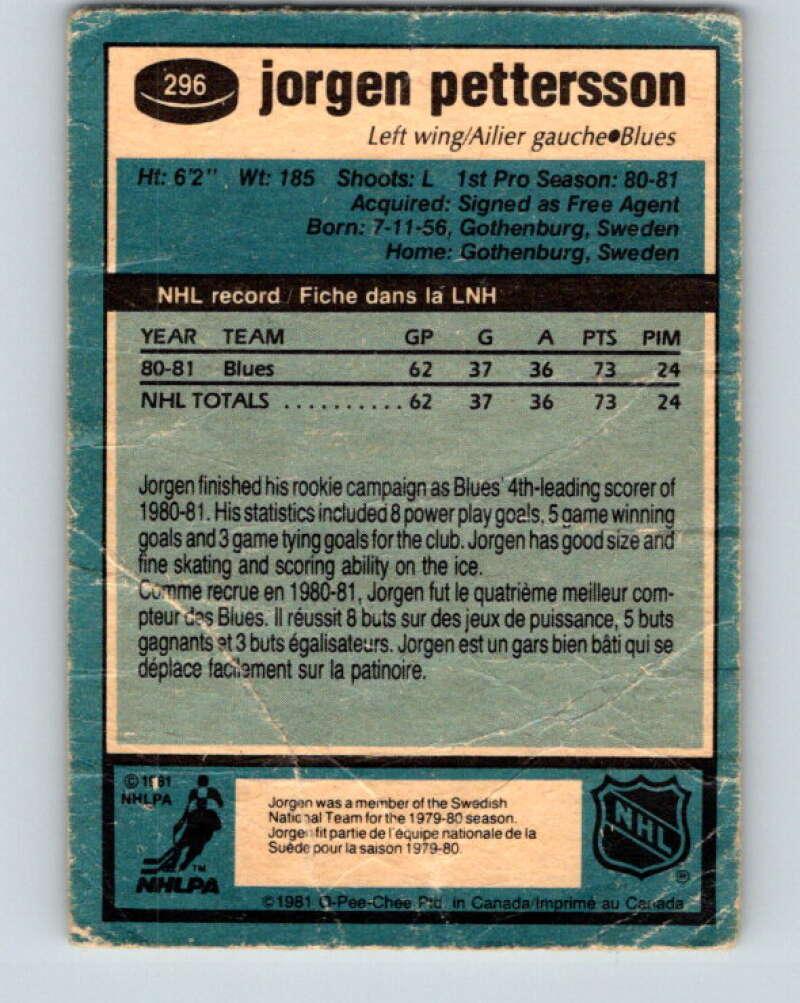 296
jorgen pettersson
Left wing/Ailier gauche●Blues
Ht: 6'2" Wt: 185 Shoots: L 1st Pro Season: 80-81
Acquired: Signed as Free Agent
Born: 7-11-56, Gothenburg, Sweden
Home: Gothenburg, Sweden
NHL record / Fiche dans la LNH
YEAR TEAM GP G A PTS PIM
80-81 Blues 62 37 36 73 24
NHL TOTALS .......... 62 37 36 73 24
Jorgen finished his rookie campaign as Blues' 4th-leading scorer of
1980-81. His statistics included 8 power play goals, 5 game winning
goals and 3 game tying goals for the club. Jorgen has good size and
fine skating and scoring ability on the ice.
Comme recrue en 1980-81, Jorgen fut le quatrième meilleur com-
pteur des Blues. Il réussit 8 buts sur des jeux de puissance, 5 buts
gagnants et 3 buts égalisateurs. Jorgen est un gars bien bâti qui se
déplace facilement sur la patinoire.
© 1981
NHLPA
TM
NHLPA
Jorgen was a member of the Swedish
National Team for the 1979-80 season.
Jorgen fit partie de l'équipe nationale de la
Suède pour la saison 1979-80.
NHL
©1981 O-Pee-Chee Ptd. in Canada/Imprimé au Canada